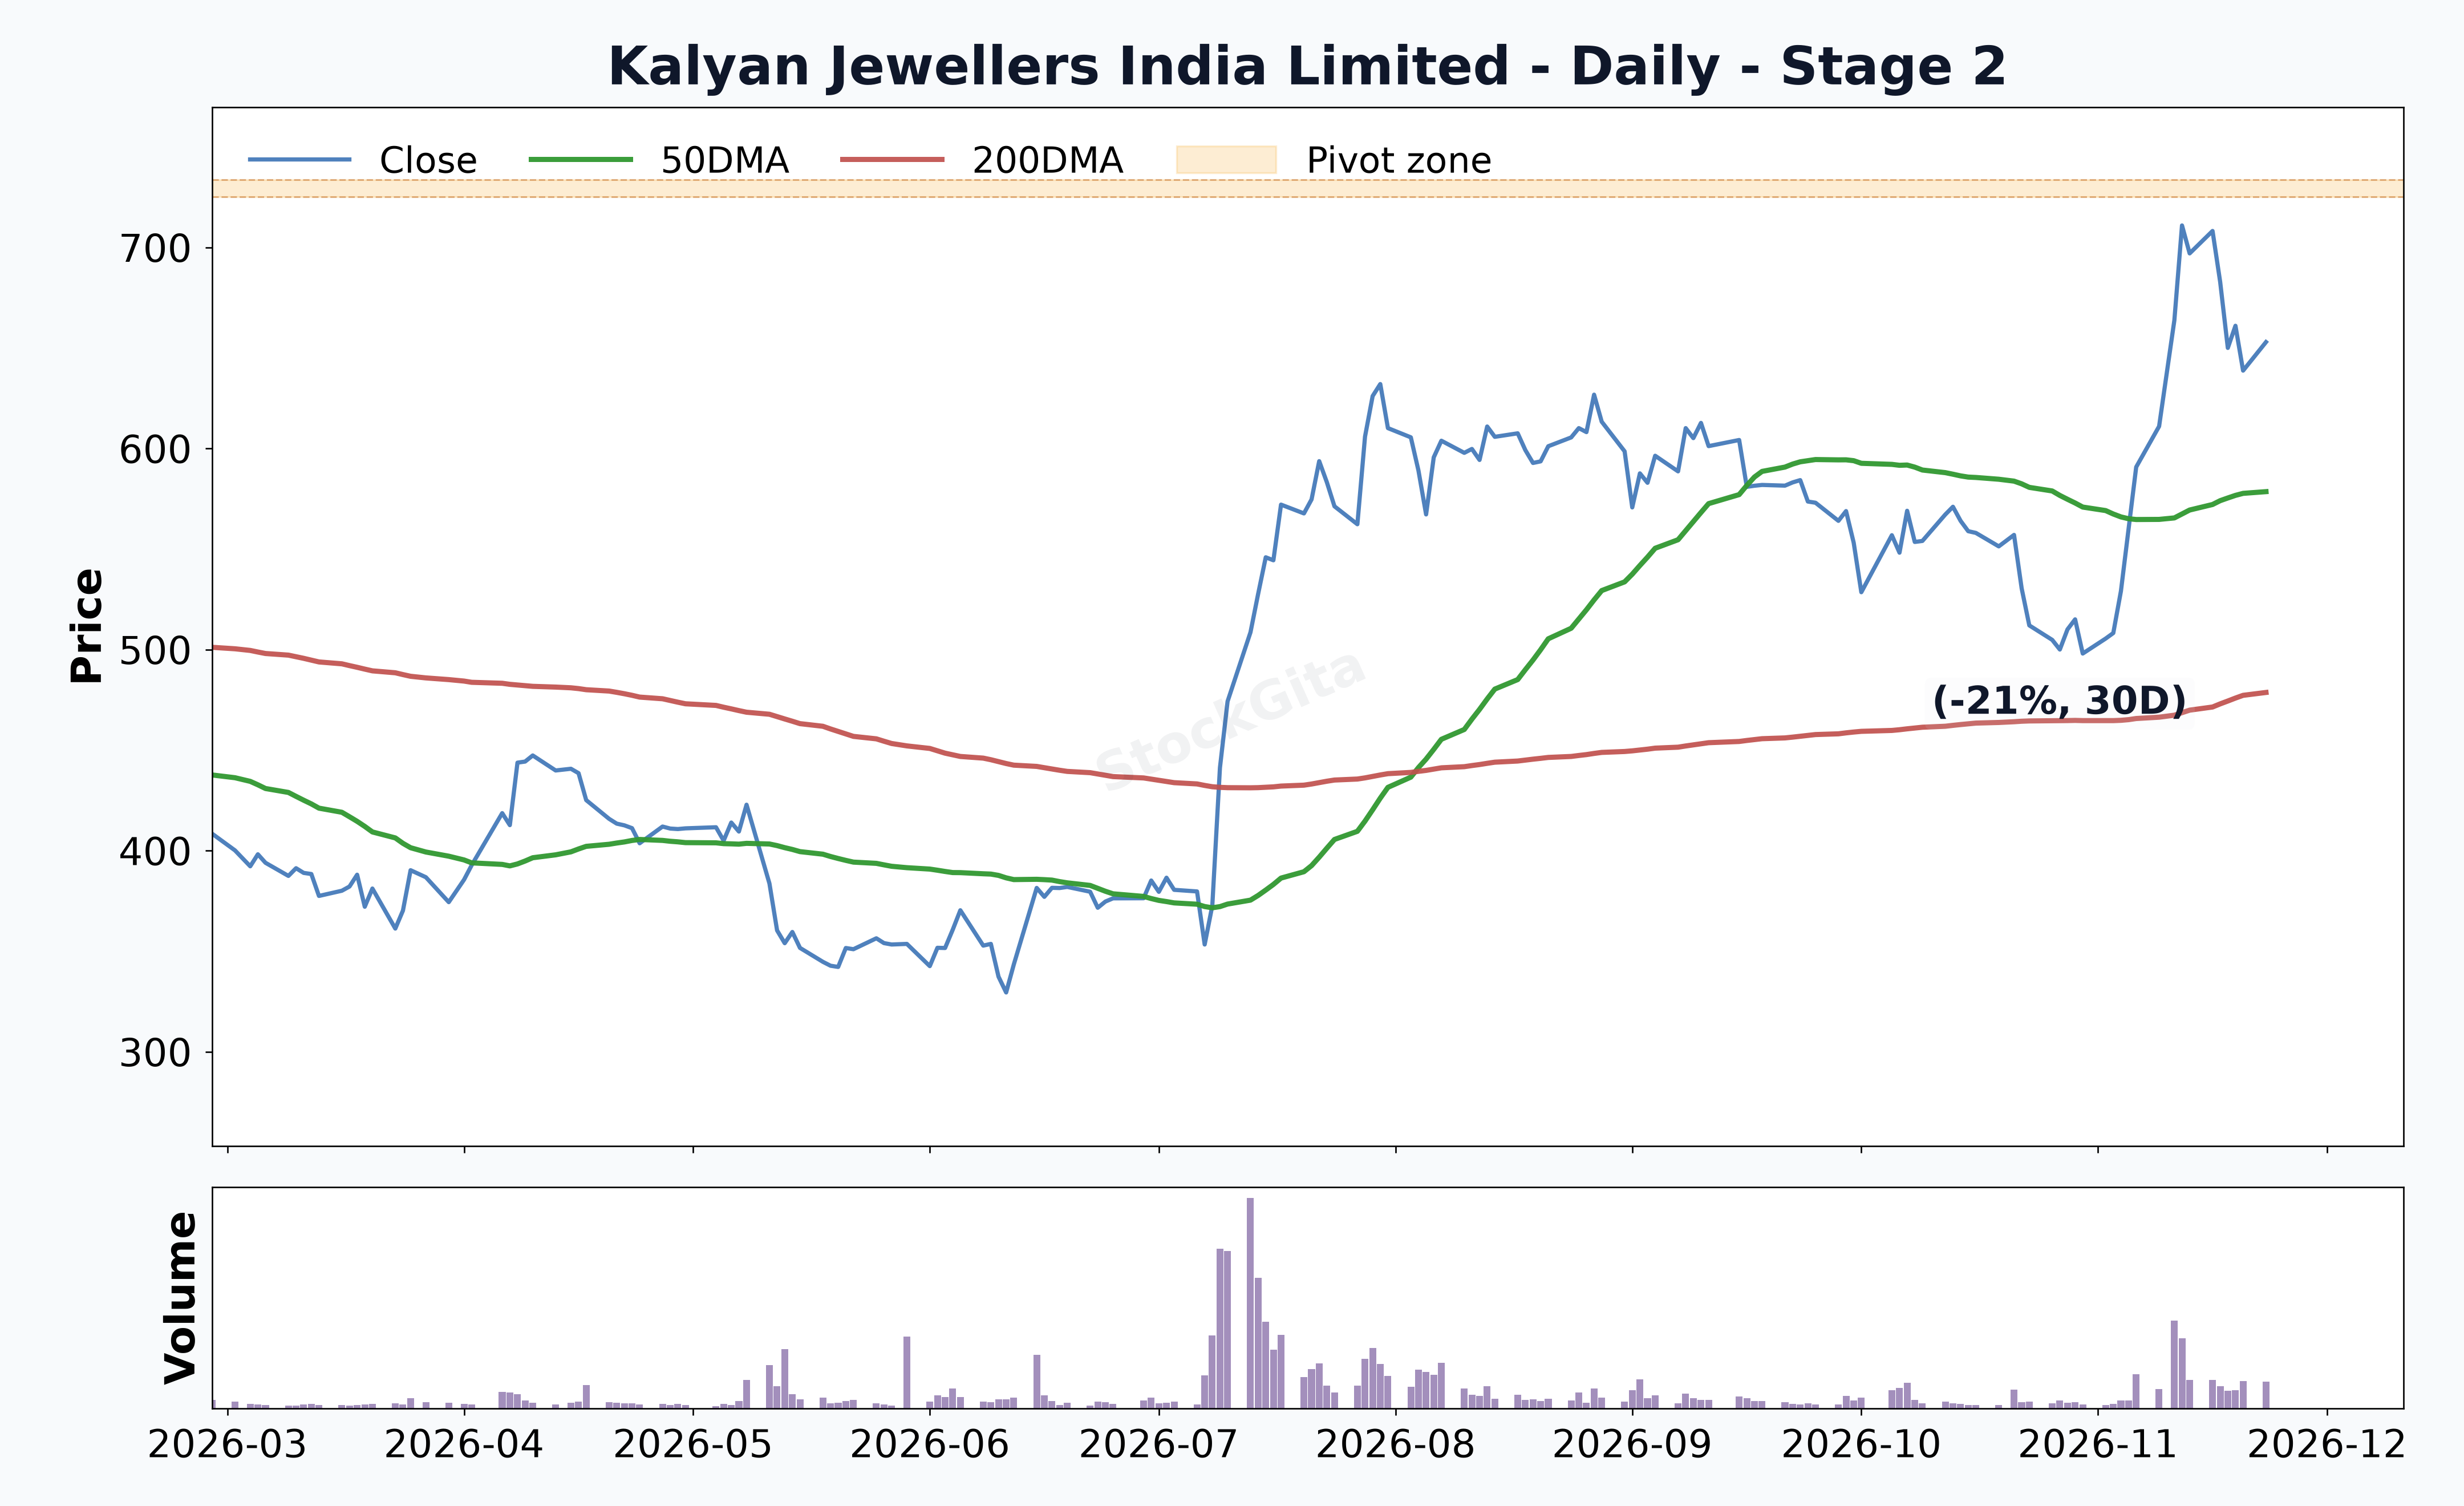 Kalyan Jewellers India Limited - Daily - Stage 2
Close 50DMA 200DMA Pivot zone
700
600
500
400
300
Price
StockGita
(-21%, 30D)
Volume
2026-03 2026-04 2026-05 2026-06 2026-07 2026-08 2026-09 2026-10 2026-11 2026-12